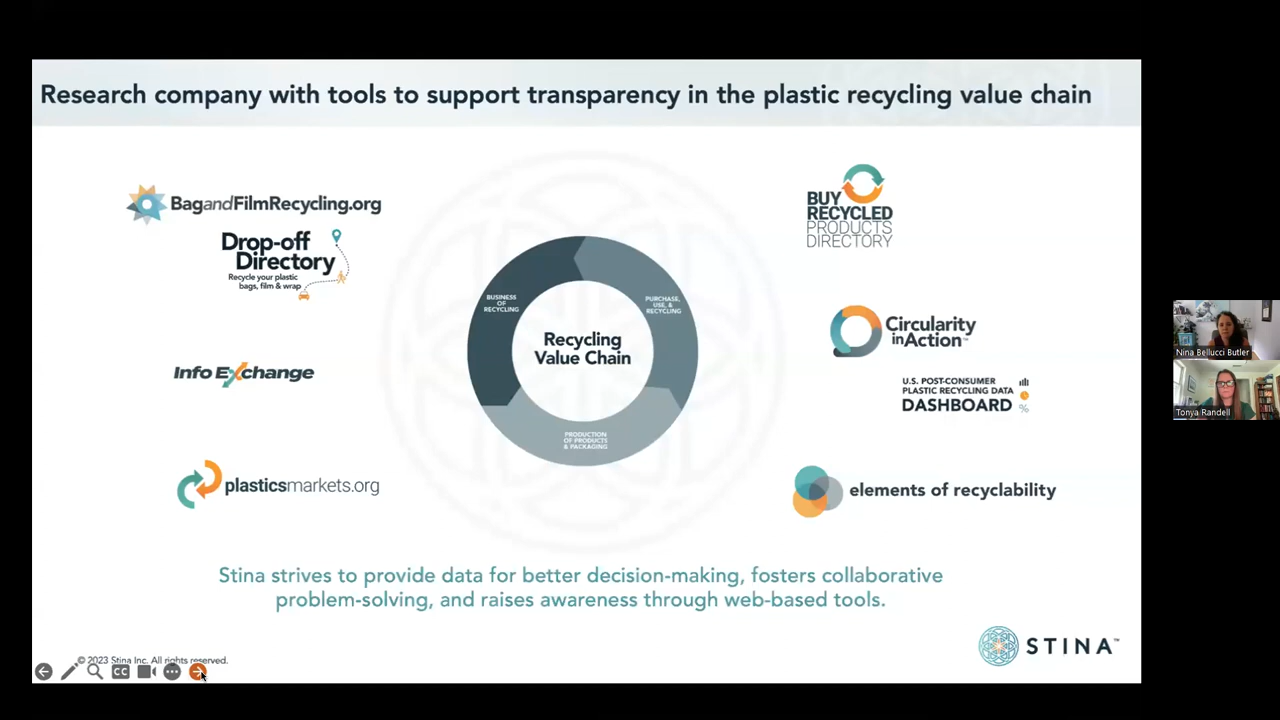 Research company with tools to support transparency in the plastic recycling value chain
BagandFilmRecycling.org
Drop-off
Directory
Recycle your plastic
bags, film & wrap
Info Exchange
plasticsmarkets.org
BUSINESS
OF
RECYCLING
PURCHASE,
USE, &
RECYCLING
Recycling
Value Chain
PRODUCTION
OF PRODUCTS
& PACKAGING
BUY
RECYCLED
PRODUCTS
DIRECTORY
Circularity
inAction™
U.S. POST-CONSUMER
PLASTIC RECYCLING DATA
DASHBOARD
%
elements of recyclability
Stina strives to provide data for better decision-making, fosters collaborative
problem-solving, and raises awareness through web-based tools.
STINA™
© 2023 Stina Inc. All rights reserved.
CC
Nina Bellucci Butler
Tonya Randell